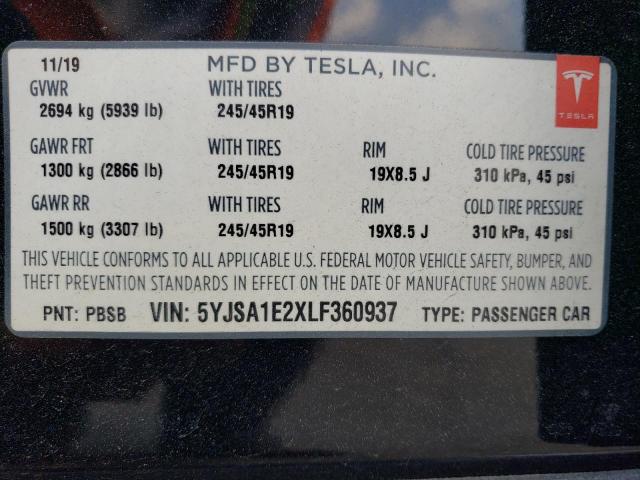 11/19 MFD BY TESLA, INC.
GVWR WITH TIRES
2694 kg (5939 lb) 245/45R19
TESLA
GAWR FRT WITH TIRES RIM COLD TIRE PRESSURE
1300 kg (2866 lb) 245/45R19 19X8.5 J 310 kPa, 45 psi
GAWR RR WITH TIRES RIM COLD TIRE PRESSURE
1500 kg (3307 lb) 245/45R19 19X8.5 J 310 kPa, 45 psi
THIS VEHICLE CONFORMS TO ALL APPLICABLE U.S. FEDERAL MOTOR VEHICLE SAFETY, BUMPER, AND
THEFT PREVENTION STANDARDS IN EFFECT ON THE DATE OF MANUFACTURE SHOWN ABOVE.
PNT: PBSB VIN: 5YJSA1E2XLF360937 TYPE: PASSENGER CAR